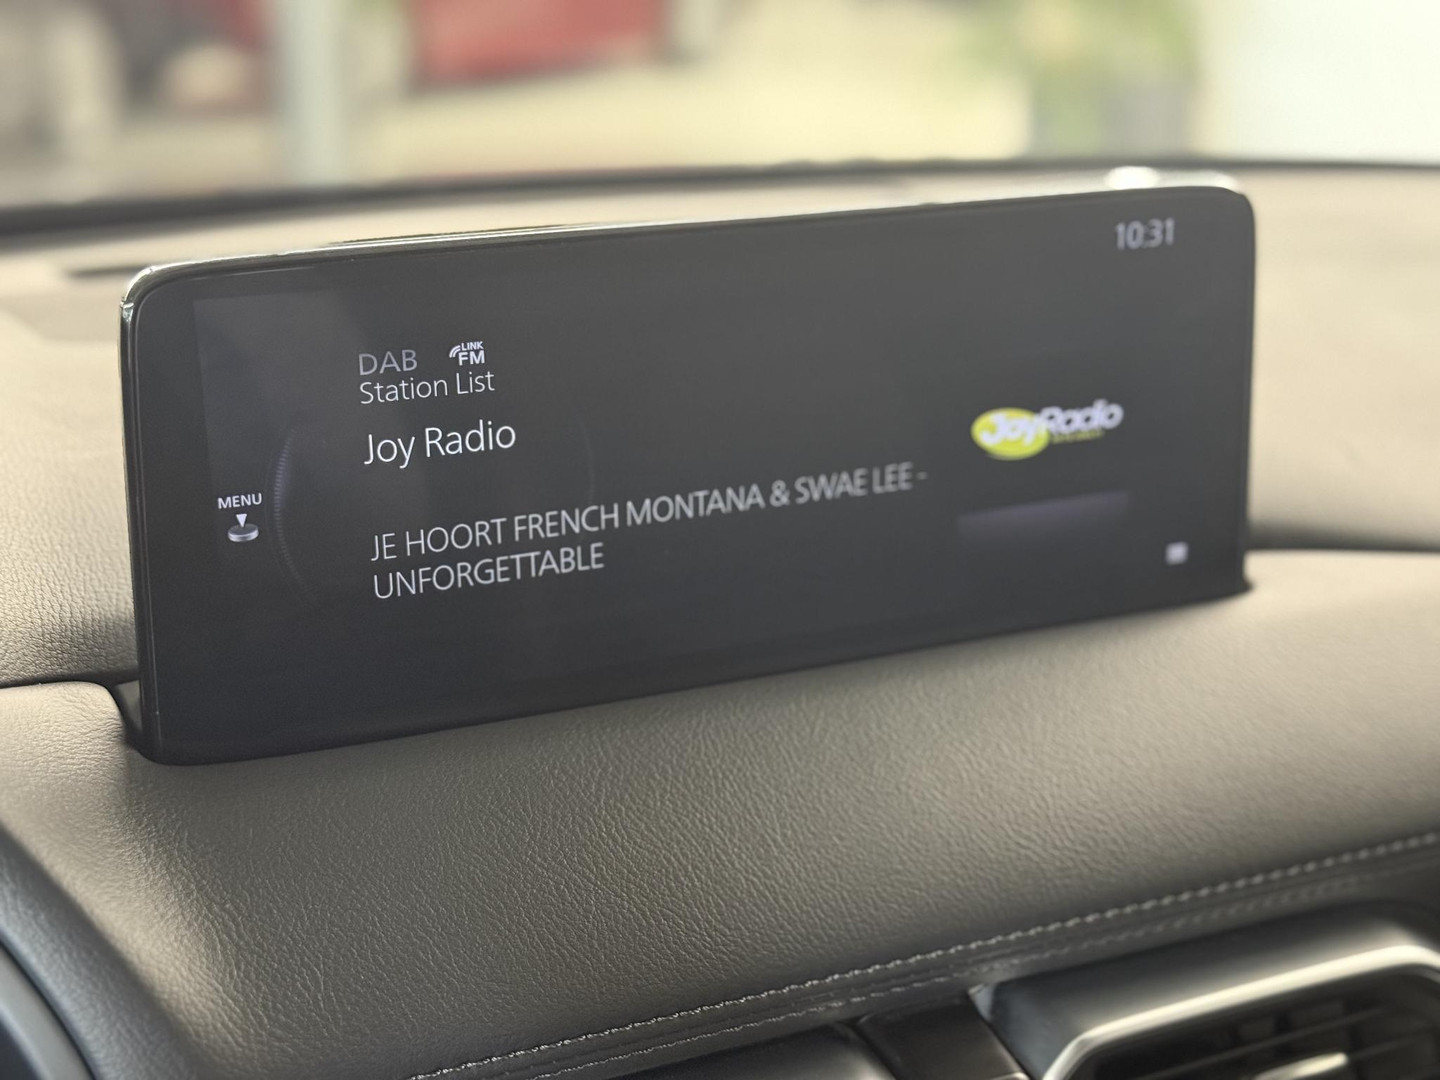 10:31
DAB LINK FM
Station List
Joy Radio
MENU
JE HOORT FRENCH MONTANA & SWAE LEE -
UNFORGETTABLE
JoyRadio